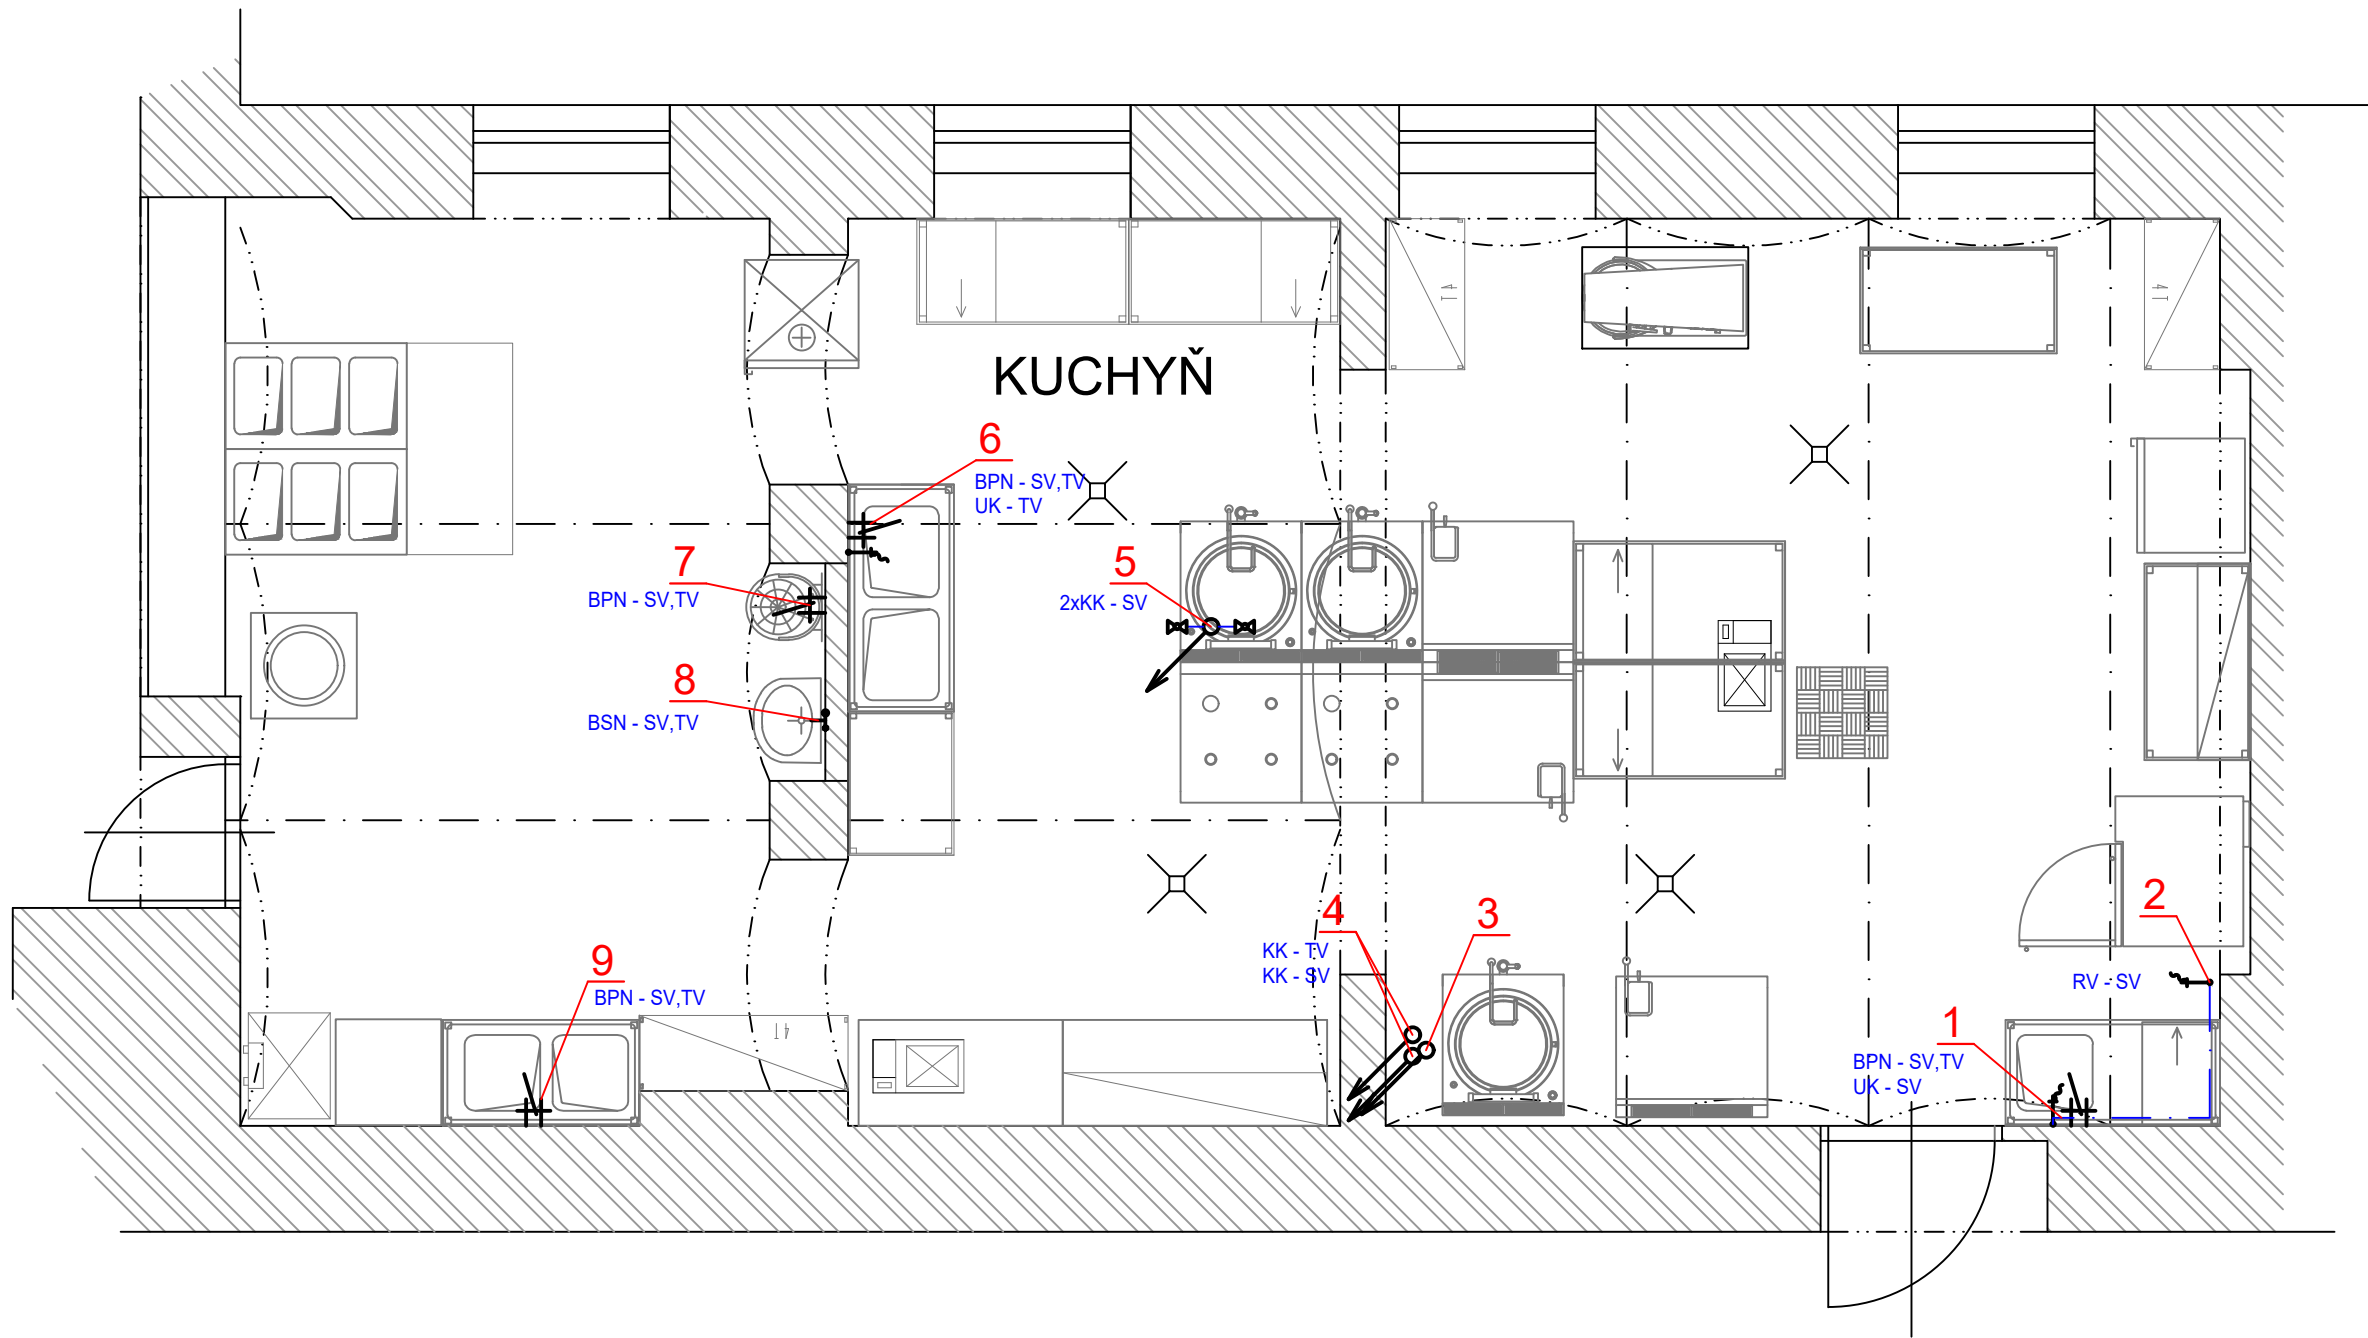 KUCHYŇ
6
BPN - SV,TV
UK - TV
7
BPN - SV,TV
5
2xKK - SV
8
BSN - SV,TV
4
KK - TV
KK - SV
3
2
RV - SV
9
BPN - SV,TV
1
BPN - SV,TV
UK - SV